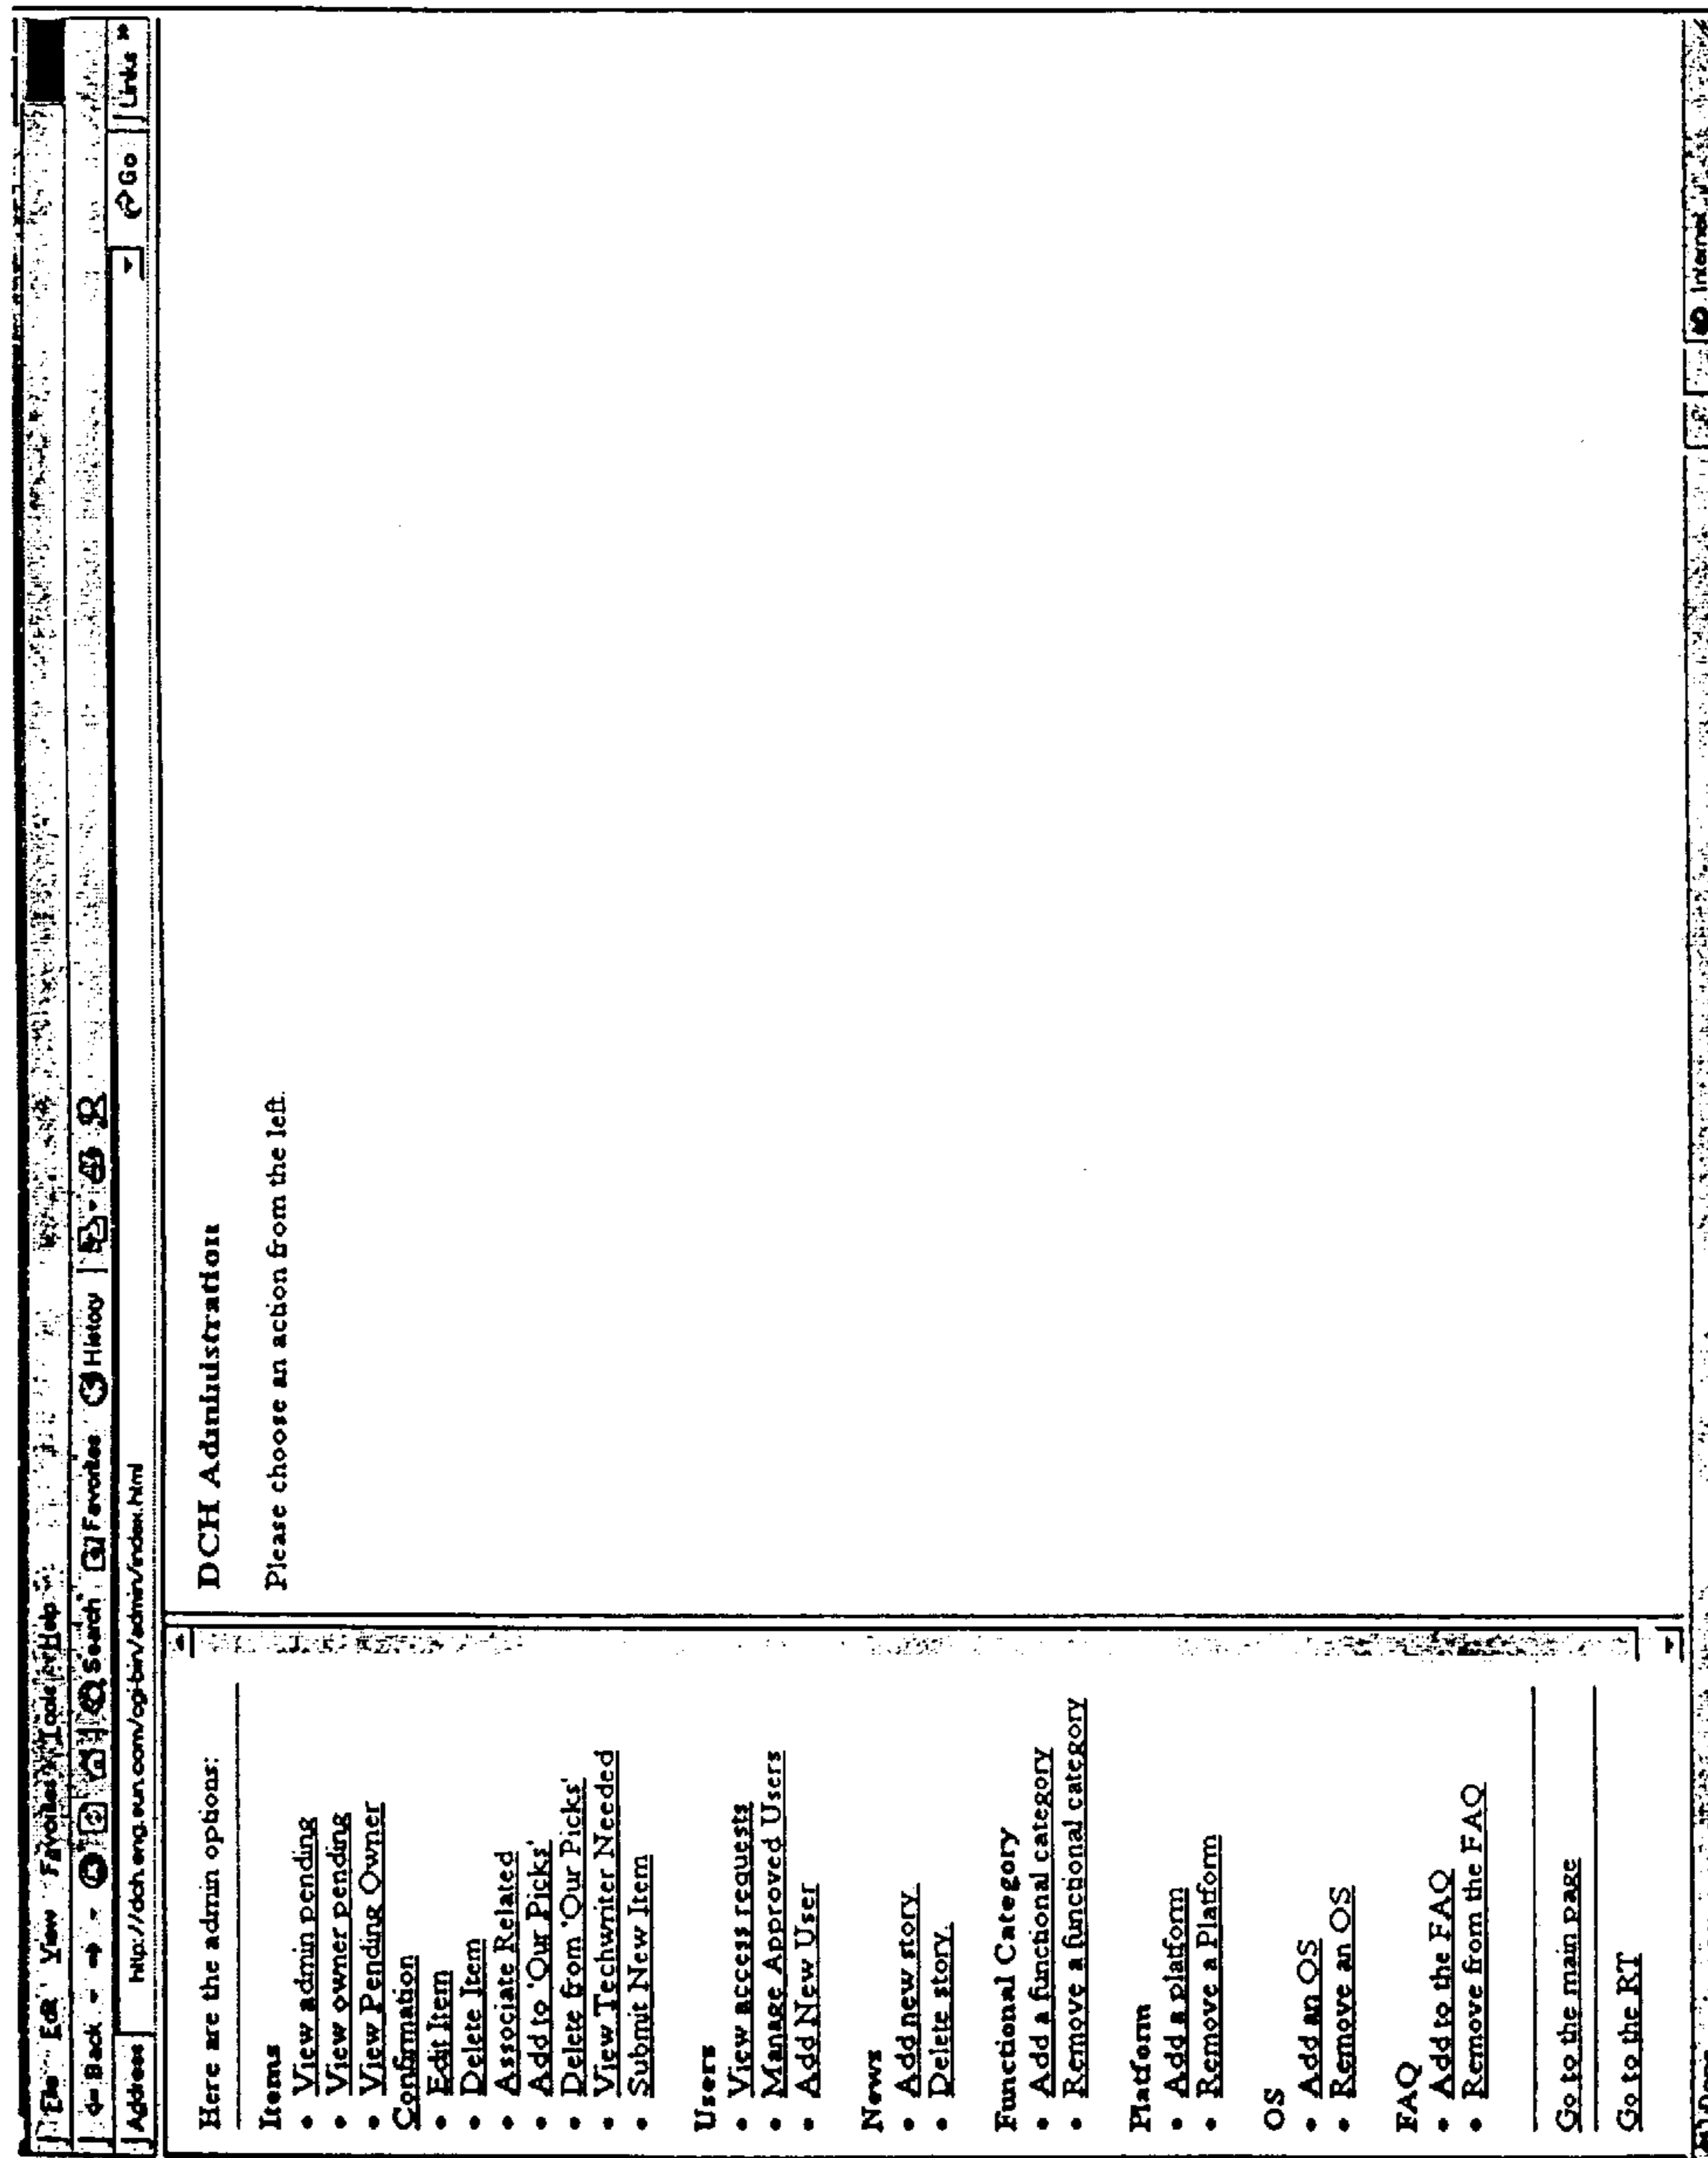 File Edit View Favorites Tools Help
Back Search Favorites History
Address http://dch.eng.sun.com/cgi-bin/admin/index.html Go Links »
Here are the admin options:
Items
• View admin pending
• View owner pending
• View Pending Owner
Confirmation
• Edit Item
• Delete Item
• Associate Related
• Add to 'Our Picks'
• Delete from 'Our Picks'
• View Techwriter Needed
• Submit New Item
Users
• View access requests
• Manage Approved Users
• Add New User
News
• Add new story.
• Delete story.
Functional Category
• Add a functional category
• Remove a functional category
Platform
• Add a platform
• Remove a Platform
OS
• Add an OS
• Remove an OS
FAQ
• Add to the FAQ
• Remove from the FAQ
Go to the main page
Go to the RT
DCH Administration
Please choose an action from the left.
Done
Internet